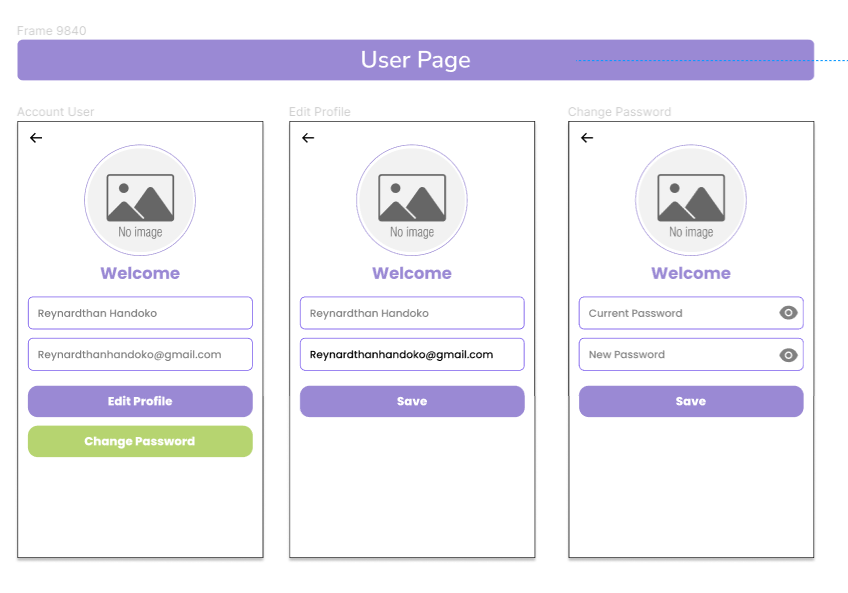 Frame 9840
User Page
Account User
Edit Profile
Change Password
No image
Welcome
Reynardthan Handoko
Reynardthanhandoko@gmail.com
Edit Profile
Change Password
No image
Welcome
Reynardthan Handoko
Reynardthanhandoko@gmail.com
Save
No image
Welcome
Current Password
New Password
Save